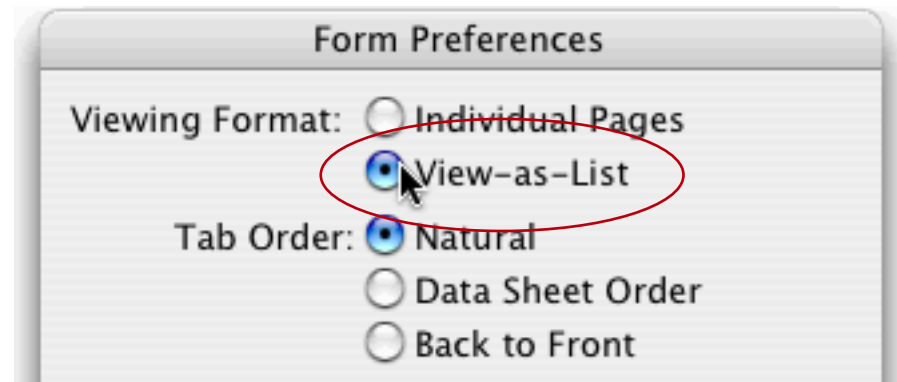 Form Preferences
Viewing Format: Individual Pages
View-as-List
Tab Order: Natural
Data Sheet Order
Back to Front